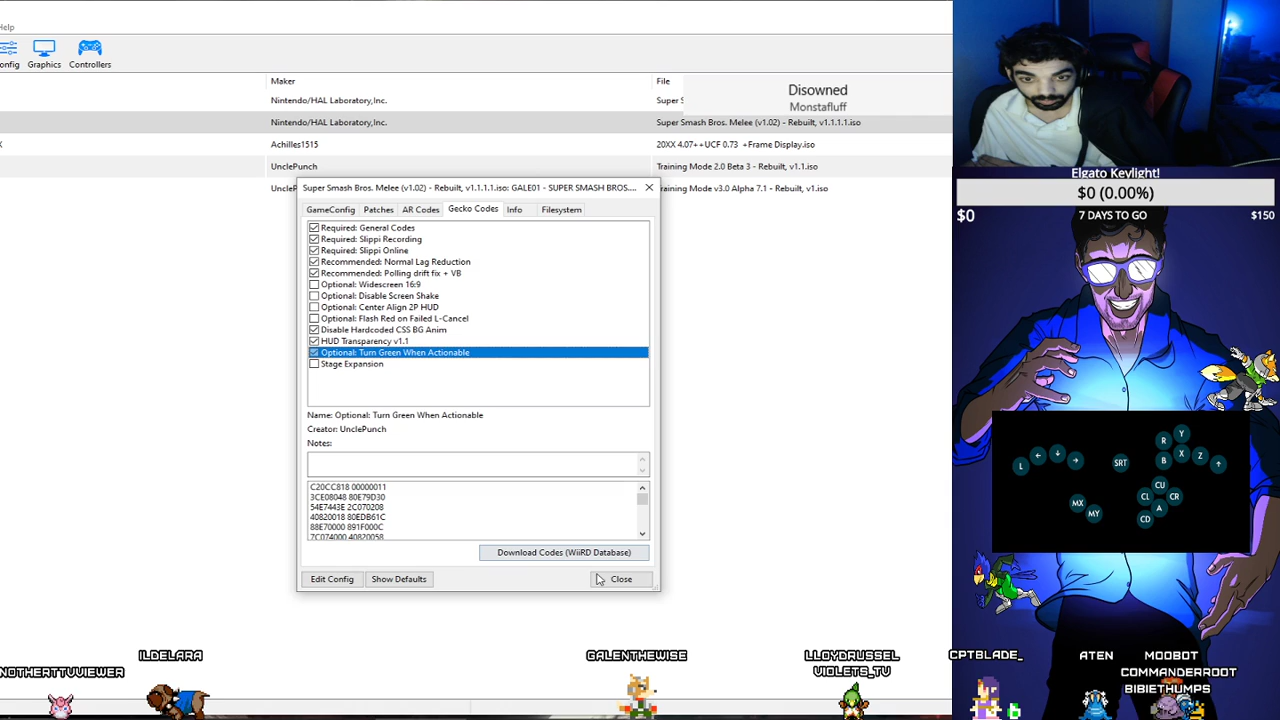 Help
onfig
Graphics
Controllers
Maker
File
Nintendo/HAL Laboratory,Inc.
Super S
Disowned
Monstafluff
Nintendo/HAL Laboratory,Inc.
Super Smash Bros. Melee (v1.02) - Rebuilt, v1.1.1.1.iso
X
Achilles1515
20XX 4.07++UCF 0.73 +Frame Display.iso
UnclePunch
Training Mode 2.0 Beta 3 - Rebuilt, v1.1.iso
UncleP
raining Mode v3.0 Alpha 7.1 - Rebuilt, v1.iso
Super Smash Bros. Melee (v1.02) - Rebuilt, v1.1.1.1.iso: GALE01 - SUPER SMASH BROS....
GameConfig
Patches
AR Codes
Gecko Codes
Info
Filesystem
Required: General Codes
Required: Slippi Recording
Required: Slippi Online
Recommended: Normal Lag Reduction
Recommended: Polling drift fix + VB
Optional: Widescreen 16:9
Optional: Disable Screen Shake
Optional: Center Align 2P HUD
Optional: Flash Red on Failed L-Cancel
Disable Hardcoded CSS BG Anim
HUD Transparency v1.1
Optional: Turn Green When Actionable
Stage Expansion
Name: Optional: Turn Green When Actionable
Creator: UnclePunch
Notes:
C20CC818 00000011
3CE08048 80E79D30
54E7443E 2C070208
40820018 80EDB61C
88E70000 891F000C
7C074000 40820058
Download Codes (WiiRD Database)
Edit Config
Show Defaults
Close
Elgato Keylight!
$0 (0.00%)
$0
7 DAYS TO GO
$150
L
←
↓
→
SRT
R
Y
B
X
Z
↑
MX
MY
CU
CL
CR
A
CD
NOTHERTTVVIEWER
ILDELARA
GALENTHEWISE
LLOYDRUSSEL
VIOLETS_TV
CPTBLADE_
ATEN
MOOBOT
COMMANDERROOT
BIBIETHUMPS